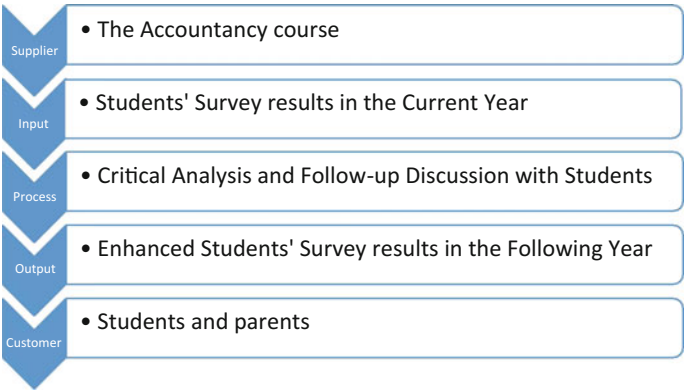 Supplier
• The Accountancy course
Input
• Students' Survey results in the Current Year
Process
• Critical Analysis and Follow-up Discussion with Students
Output
• Enhanced Students' Survey results in the Following Year
Customer
• Students and parents